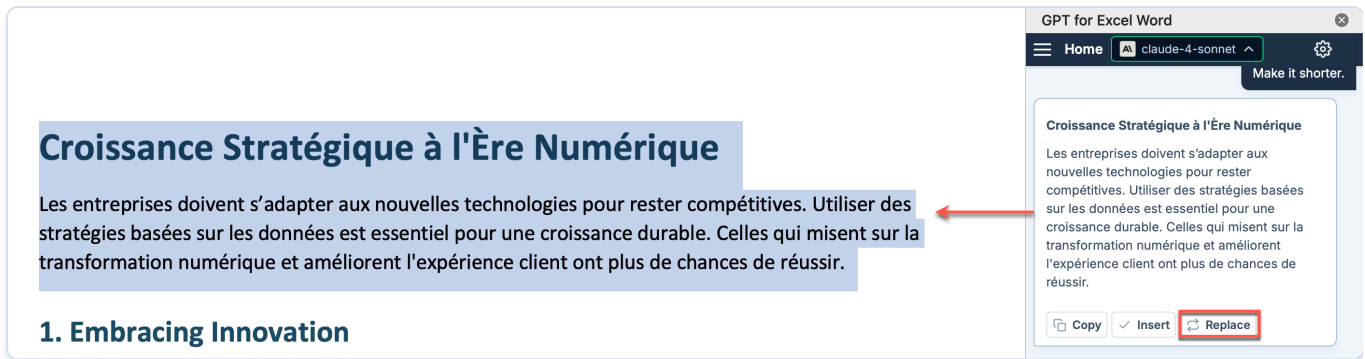 Croissance Stratégique à l'Ère Numérique
Les entreprises doivent s’adapter aux nouvelles technologies pour rester compétitives. Utiliser des
stratégies basées sur les données est essentiel pour une croissance durable. Celles qui misent sur la
transformation numérique et améliorent l'expérience client ont plus de chances de réussir.
1. Embracing Innovation
GPT for Excel Word
Home
claude-4-sonnet
Make it shorter.
Croissance Stratégique à l'Ère Numérique
Les entreprises doivent s’adapter aux
nouvelles technologies pour rester
compétitives. Utiliser des stratégies basées
sur les données est essentiel pour une
croissance durable. Celles qui misent sur la
transformation numérique et améliorent
l'expérience client ont plus de chances de
réussir.
Copy
Insert
Replace